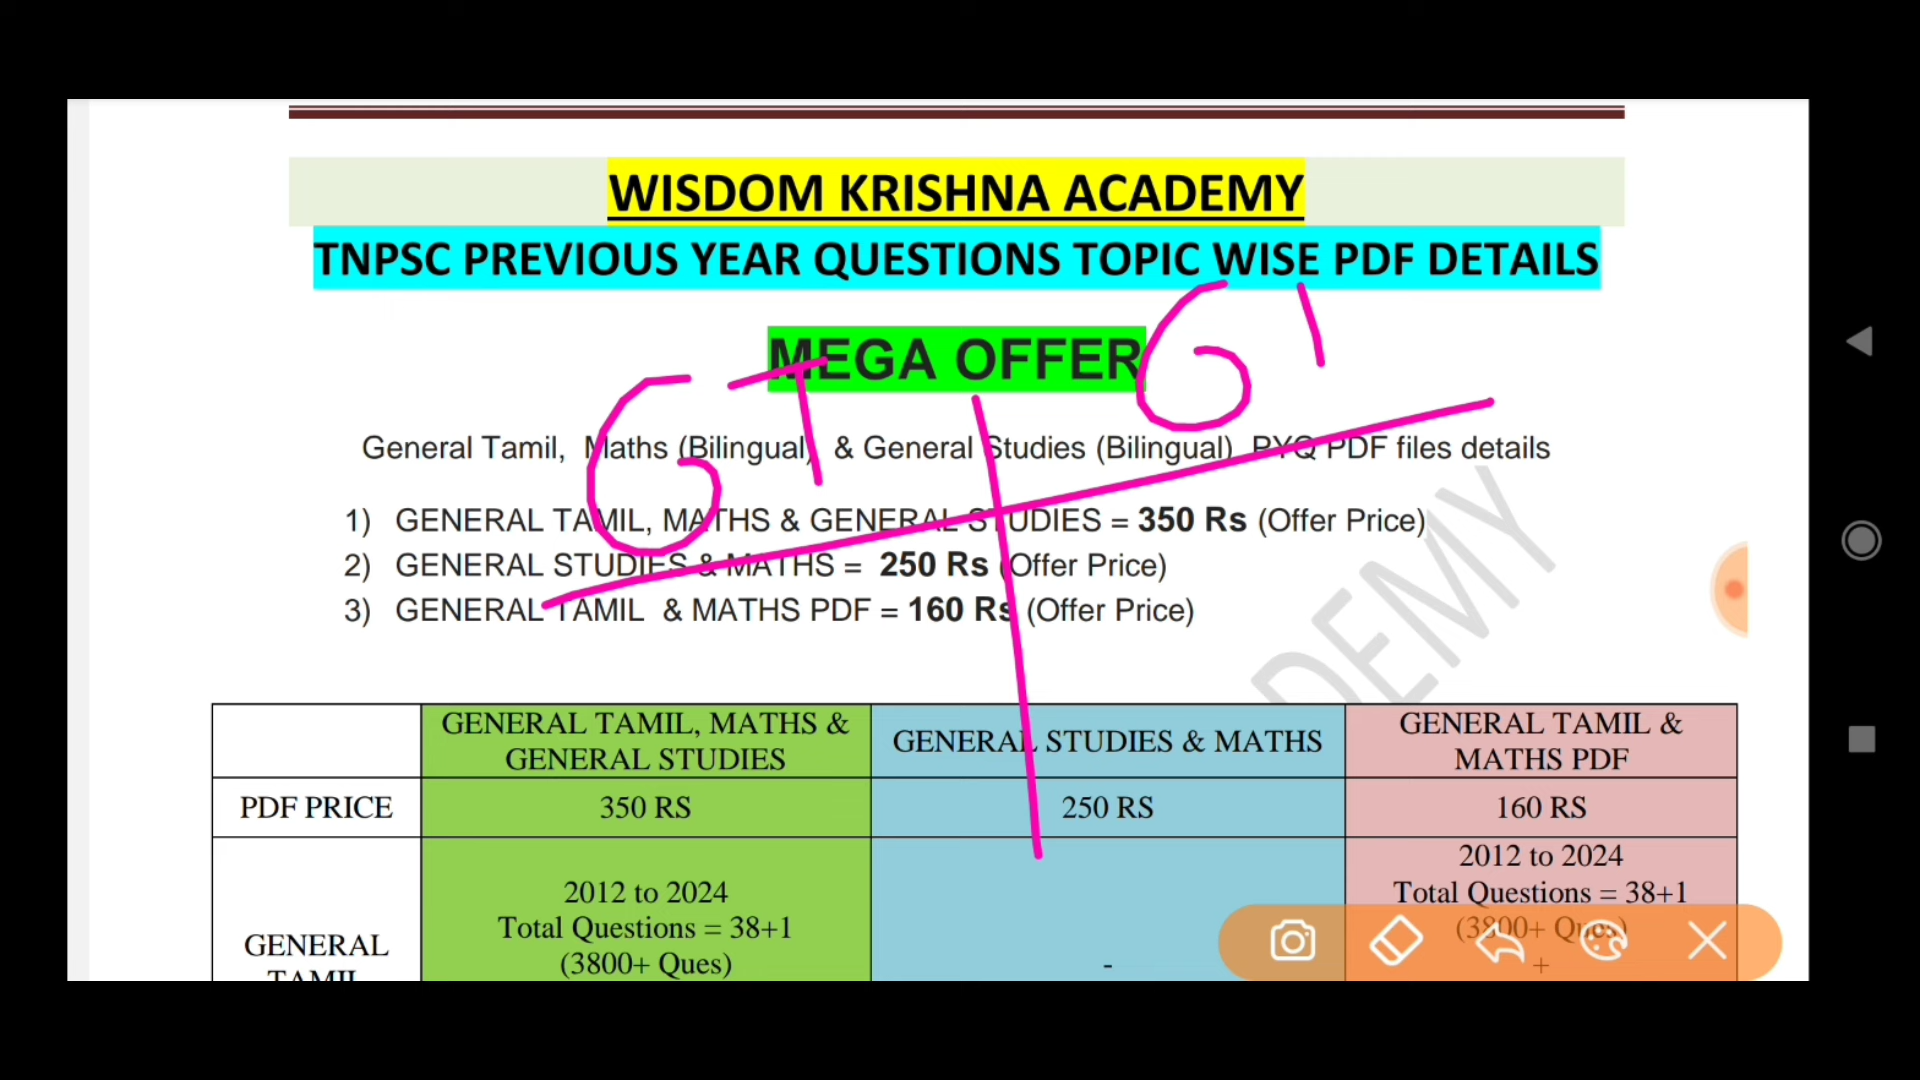 WISDOM KRISHNA ACADEMY
TNPSC PREVIOUS YEAR QUESTIONS TOPIC WISE PDF DETAILS
MEGA OFFER
General Tamil, Maths (Bilingual) & General Studies (Bilingual) PYQ PDF files details
1) GENERAL TAMIL, MATHS & GENERAL STUDIES = 350 Rs (Offer Price)
2) GENERAL STUDIES & MATHS = 250 Rs (Offer Price)
3) GENERAL TAMIL & MATHS PDF = 160 Rs (Offer Price)
GENERAL TAMIL, MATHS & GENERAL STUDIES
GENERAL STUDIES & MATHS
GENERAL TAMIL & MATHS PDF
PDF PRICE 350 RS 250 RS 160 RS
GENERAL TAMIL
2012 to 2024
Total Questions = 38+1
(3800+ Ques)
-
2012 to 2024
Total Questions = 38+1
(3800+ Ques)
+
GT